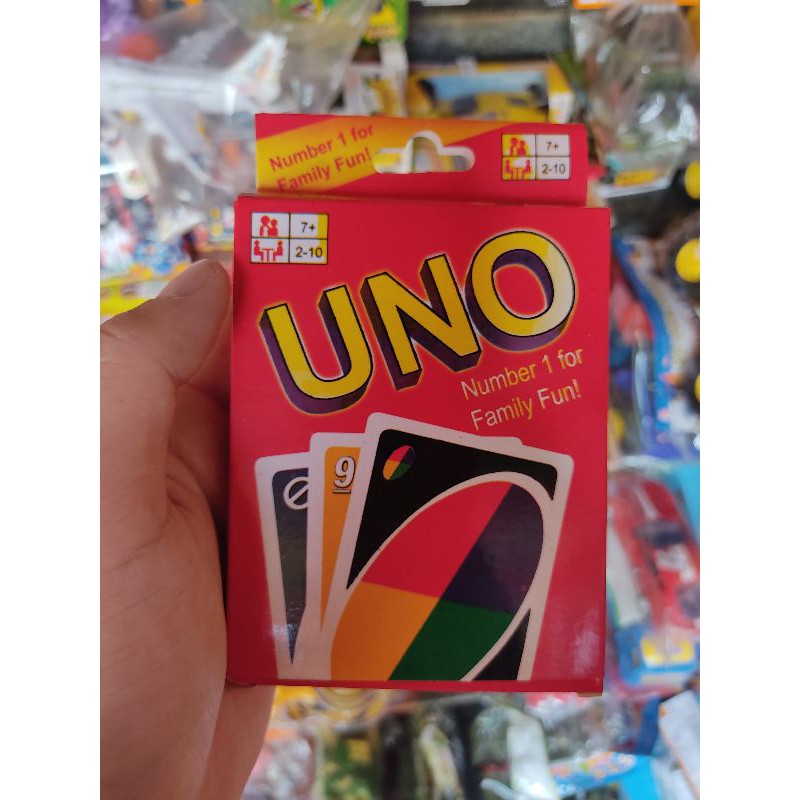 Number 1 for
Family Fun!
7+
2-10
7+
2-10
UNO
Number 1 for
Family Fun!
9